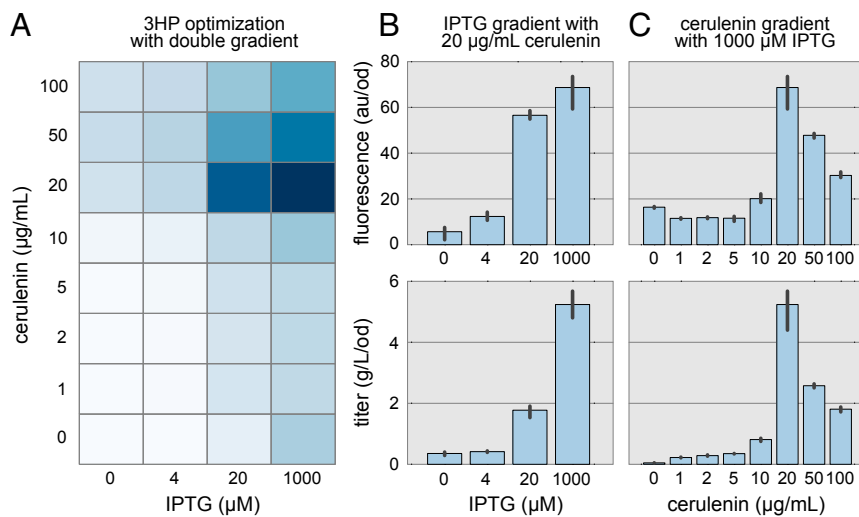 A
3HP optimization
with double gradient
cerulenin (µg/mL)
100
50
20
10
5
2
1
0
0 4 20 1000
IPTG (µM)
B
IPTG gradient with
20 µg/mL cerulenin
fluorescence (au/od)
80
60
40
20
0
0 4 20 1000
titer (g/L/od)
6
4
2
0
0 4 20 1000
IPTG (µM)
C
cerulenin gradient
with 1000 µM IPTG
0 1 2 5 10 20 50 100
0 1 2 5 10 20 50 100
cerulenin (µg/mL)